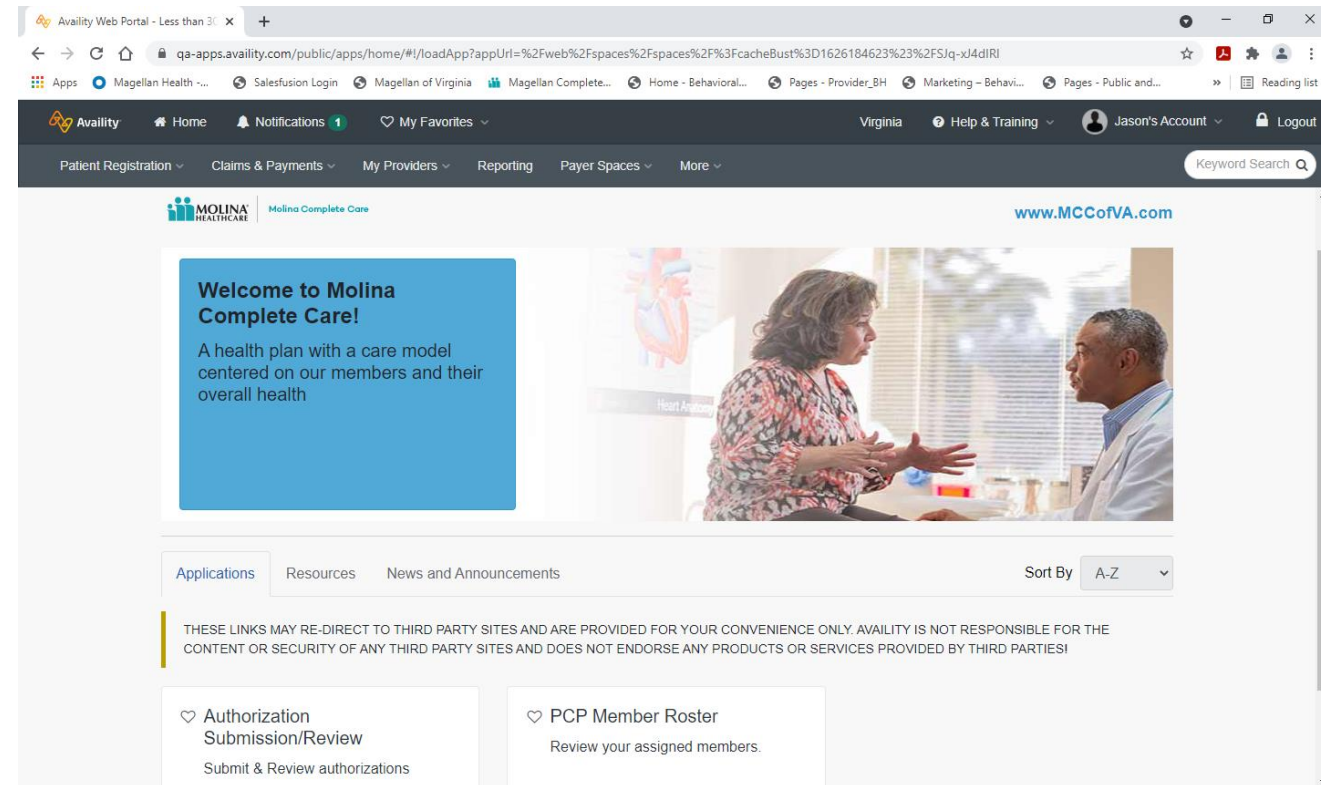 Availity Web Portal - Less than 30
qa-apps.availity.com/public/apps/home/#!/loadApp?appUrl=%2Fweb%2Fspaces%2Fspaces%2F%3FcacheBust%3D1626184623%23%2FSJq-xJ4dIRI
Apps Magellan Health -... Salesfusion Login Magellan of Virginia Magellan Complete... Home - Behavioral... Pages - Provider_BH Marketing – Behavi... Pages - Public and... » Reading list
Availity Home Notifications 1 My Favorites Virginia Help & Training Jason's Account Logout
Patient Registration Claims & Payments My Providers Reporting Payer Spaces More Keyword Search
MOLINA HEALTHCARE Molina Complete Care www.MCCofVA.com
Welcome to Molina
Complete Care!
A health plan with a care model
centered on our members and their
overall health
Heart Anatomy
Applications Resources News and Announcements Sort By A-Z
THESE LINKS MAY RE-DIRECT TO THIRD PARTY SITES AND ARE PROVIDED FOR YOUR CONVENIENCE ONLY. AVAILITY IS NOT RESPONSIBLE FOR THE
CONTENT OR SECURITY OF ANY THIRD PARTY SITES AND DOES NOT ENDORSE ANY PRODUCTS OR SERVICES PROVIDED BY THIRD PARTIES!
Authorization
Submission/Review
Submit & Review authorizations
PCP Member Roster
Review your assigned members.